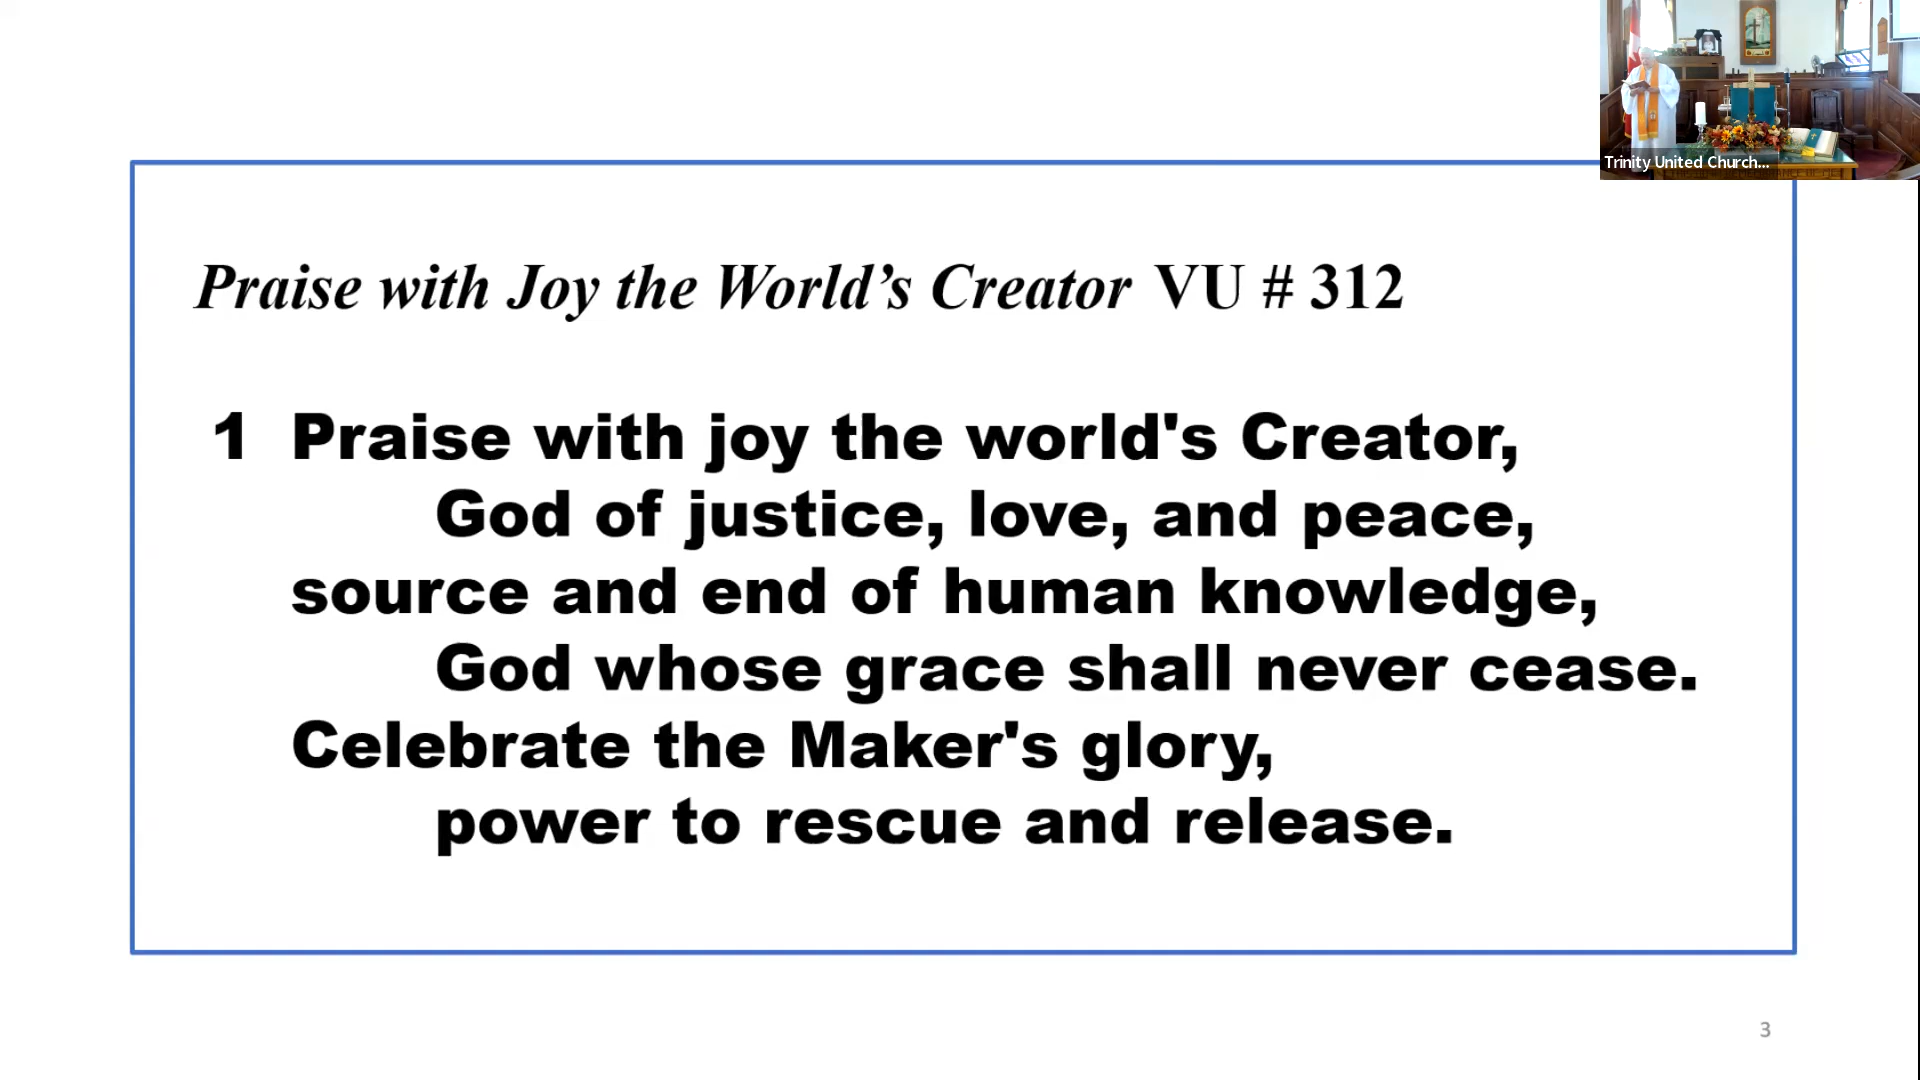 Trinity United Church...
Praise with Joy the World’s Creator VU # 312
1 Praise with joy the world's Creator,
God of justice, love, and peace,
source and end of human knowledge,
God whose grace shall never cease.
Celebrate the Maker's glory,
power to rescue and release.
3